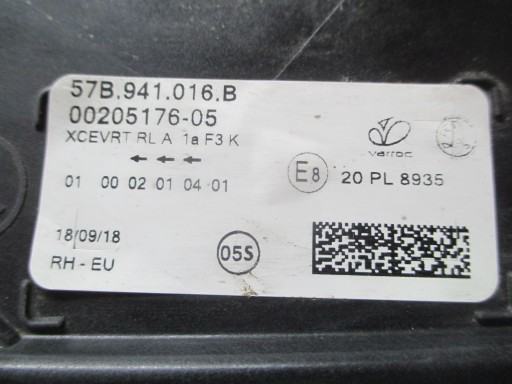 57B.941.016.B
00205176-05
XCEVRT RL A 1a F3 K
varroc
01 00 02 01 04 01
E8 20 PL 8935
18/09/18
05S
RH - EU